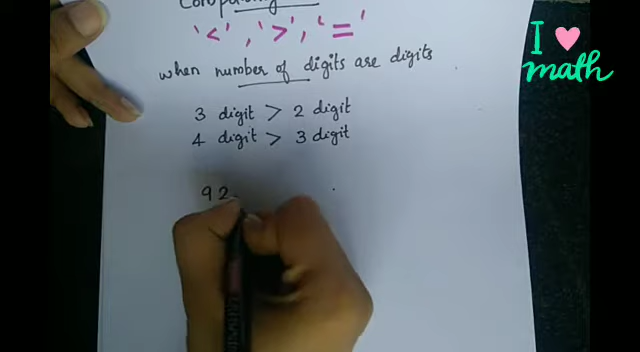 '<', '>', '='
when number of digits are digits
3 digit > 2 digit
4 digit > 3 digit
92
I
math